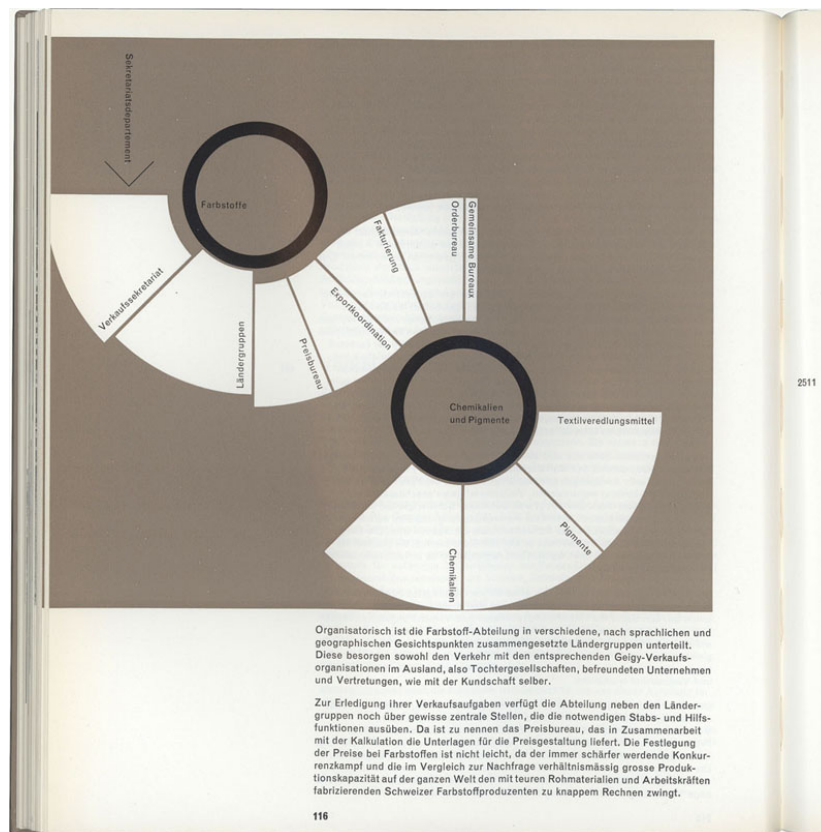 Sekretariatsdepartement
Farbstoffe
Verkaufssekretariat
Ländergruppen
Preisbureau
Exportkoordination
Fakturierung
Orderbureau
Gemeinsame Bureaux
Chemikalien
und Pigmente
Textilveredlungsmittel
Pigmente
Chemikalien
2511
Organisatorisch ist die Farbstoff-Abteilung in verschiedene, nach sprachlichen und
geographischen Gesichtspunkten zusammengesetzte Ländergruppen unterteilt.
Diese besorgen sowohl den Verkehr mit den entsprechenden Geigy-Verkaufs-
organisationen im Ausland, also Tochtergesellschaften, befreundeten Unternehmen
und Vertretungen, wie mit der Kundschaft selber.
Zur Erledigung ihrer Verkaufsaufgaben verfügt die Abteilung neben den Länder-
gruppen noch über gewisse zentrale Stellen, die die notwendigen Stabs- und Hilfs-
funktionen ausüben. Da ist zu nennen das Preisbureau, das in Zusammenarbeit
mit der Kalkulation die Unterlagen für die Preisgestaltung liefert. Die Festlegung
der Preise bei Farbstoffen ist nicht leicht, da der immer schärfer werdende Konkur-
renzkampf und die im Vergleich zur Nachfrage verhältnismässig grosse Produk-
tionskapazität auf der ganzen Welt den mit teuren Rohmaterialien und Arbeitskräften
fabrizierenden Schweizer Farbstoffproduzenten zu knappem Rechnen zwingt.
116